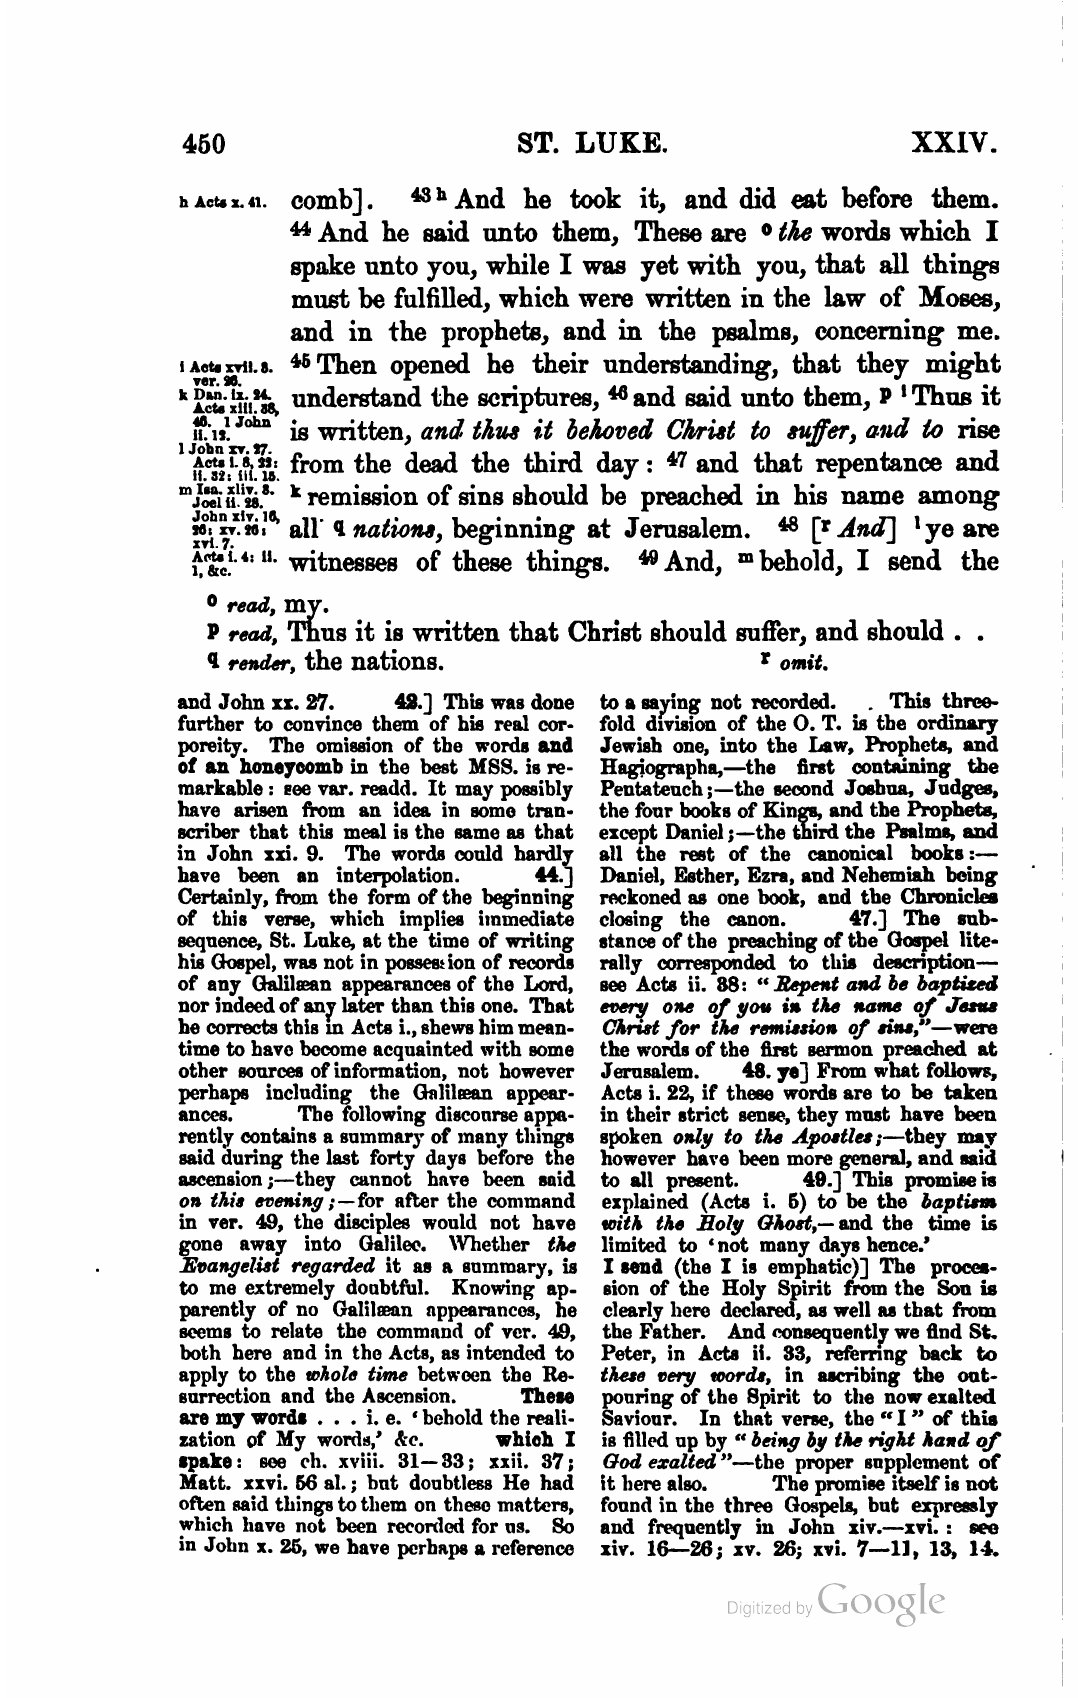 450 ST. LUKE. XXIV.
h Acts x. 41.
i Acts xvii. 3.
ver. 26.
k Dan. ix. 24.
Acts xiii. 38,
46. 1 John
ii. 12.
l John xv. 27.
Acts i. 8, 22:
ii. 32: iii. 15.
m Isa. xliv. 3.
Joel ii. 28.
John xiv. 16,
26: xv. 26:
xvi. 7.
Acts i. 4: ii.
1, &c.
comb]. 43 h And he took it, and did eat before them.
44 And he said unto them, These are o the words which I
spake unto you, while I was yet with you, that all things
must be fulfilled, which were written in the law of Moses,
and in the prophets, and in the psalms, concerning me.
45 Then opened he their understanding, that they might
understand the scriptures, 46 and said unto them, p i Thus it
is written, and thus it behoved Christ to suffer, and to rise
from the dead the third day : 47 and that repentance and
k remission of sins should be preached in his name among
all q nations, beginning at Jerusalem. 48 [r And] l ye are
witnesses of these things. 49 And, m behold, I send the
o read, my.
p read, Thus it is written that Christ should suffer, and should . .
q render, the nations. r omit.
and John xx. 27. 42.] This was done
further to convince them of his real cor-
poreity. The omission of the words and
of an honeycomb in the best MSS. is re-
markable : see var. readd. It may possibly
have arisen from an idea in some tran-
scriber that this meal is the same as that
in John xxi. 9. The words could hardly
have been an interpolation. 44.]
Certainly, from the form of the beginning
of this verse, which implies immediate
sequence, St. Luke, at the time of writing
his Gospel, was not in possession of records
of any Galilæan appearances of the Lord,
nor indeed of any later than this one. That
he corrects this in Acts i., shews him mean-
time to have become acquainted with some
other sources of information, not however
perhaps including the Galilæan appear-
ances. The following discourse appa-
rently contains a summary of many things
said during the last forty days before the
ascension ;—they cannot have been said
on this evening ;—for after the command
in ver. 49, the disciples would not have
gone away into Galilee. Whether the
Evangelist regarded it as a summary, is
to me extremely doubtful. Knowing ap-
parently of no Galilæan appearances, he
seems to relate the command of ver. 49,
both here and in the Acts, as intended to
apply to the whole time between the Re-
surrection and the Ascension. These
are my words . . . i. e. ‘behold the reali-
zation of My words,’ &c. which I
spake : see ch. xviii. 31—33 ; xxii. 37 ;
Matt. xxvi. 56 al. ; but doubtless He had
often said things to them on these matters,
which have not been recorded for us. So
in John x. 25, we have perhaps a reference
to a saying not recorded. This three-
fold division of the O. T. is the ordinary
Jewish one, into the Law, Prophets, and
Hagiographa,—the first containing the
Pentateuch ;—the second Joshua, Judges,
the four books of Kings, and the Prophets,
except Daniel ;—the third the Psalms, and
all the rest of the canonical books :—
Daniel, Esther, Ezra, and Nehemiah being
reckoned as one book, and the Chronicles
closing the canon. 47.] The sub-
stance of the preaching of the Gospel lite-
rally corresponded to this description—
see Acts ii. 38: “Repent and be baptized
every one of you in the name of Jesus
Christ for the remission of sins,”—were
the words of the first sermon preached at
Jerusalem. 48. ye] From what follows,
Acts i. 22, if these words are to be taken
in their strict sense, they must have been
spoken only to the Apostles ;—they may
however have been more general, and said
to all present. 49.] This promise is
explained (Acts i. 5) to be the baptism
with the Holy Ghost,—and the time is
limited to ‘not many days hence.’
I send (the I is emphatic)] The proces-
sion of the Holy Spirit from the Son is
clearly here declared, as well as that from
the Father. And consequently we find St.
Peter, in Acts ii. 33, referring back to
these very words, in ascribing the out-
pouring of the Spirit to the now exalted
Saviour. In that verse, the “I” of this
is filled up by “being by the right hand of
God exalted”—the proper supplement of
it here also. The promise itself is not
found in the three Gospels, but expressly
and frequently in John xiv.—xvi. : see
xiv. 16—26 ; xv. 26; xvi. 7—11, 13, 14.
Digitized by Google